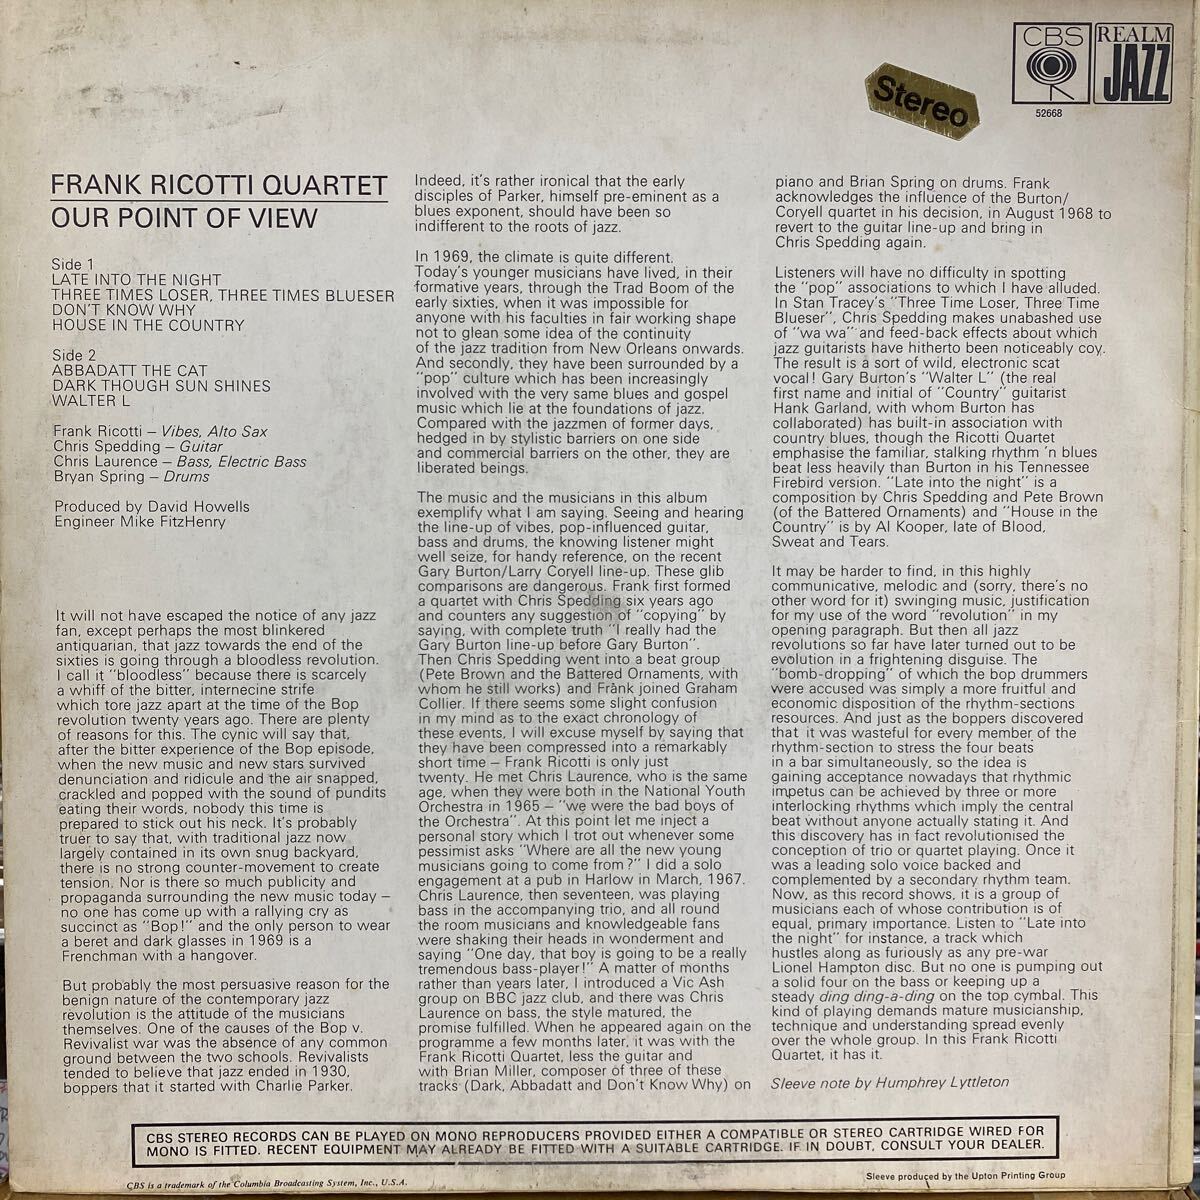 CBS
REALM
JAZZ
52668
Stereo
FRANK RICOTTI QUARTET
OUR POINT OF VIEW
Side 1
LATE INTO THE NIGHT
THREE TIMES LOSER, THREE TIMES BLUESER
DON'T KNOW WHY
HOUSE IN THE COUNTRY
Side 2
ABBADATT THE CAT
DARK THOUGH SUN SHINES
WALTER L
Frank Ricotti – Vibes, Alto Sax
Chris Spedding – Guitar
Chris Laurence – Bass, Electric Bass
Bryan Spring – Drums
Produced by David Howells
Engineer Mike FitzHenry
It will not have escaped the notice of any jazz
fan, except perhaps the most blinkered
antiquarian, that jazz towards the end of the
sixties is going through a bloodless revolution.
I call it "bloodless" because there is scarcely
a whiff of the bitter, internecine strife
which tore jazz apart at the time of the Bop
revolution twenty years ago. There are plenty
of reasons for this. The cynic will say that,
after the bitter experience of the Bop episode,
when the new music and new stars survived
denunciation and ridicule and the air snapped,
crackled and popped with the sound of pundits
eating their words, nobody this time is
prepared to stick out his neck. It's probably
truer to say that, with traditional jazz now
largely contained in its own snug backyard,
there is no strong counter-movement to create
tension. Nor is there so much publicity and
propaganda surrounding the new music today –
no one has come up with a rallying cry as
succinct as "Bop!" and the only person to wear
a beret and dark glasses in 1969 is a
Frenchman with a hangover.
But probably the most persuasive reason for the
benign nature of the contemporary jazz
revolution is the attitude of the musicians
themselves. One of the causes of the Bop v.
Revivalist war was the absence of any common
ground between the two schools. Revivalists
tended to believe that jazz ended in 1930,
boppers that it started with Charlie Parker.
Indeed, it's rather ironical that the early
disciples of Parker, himself pre-eminent as a
blues exponent, should have been so
indifferent to the roots of jazz.
In 1969, the climate is quite different.
Today's younger musicians have lived, in their
formative years, through the Trad Boom of the
early sixties, when it was impossible for
anyone with his faculties in fair working shape
not to glean some idea of the continuity
of the jazz tradition from New Orleans onwards.
And secondly, they have been surrounded by a
"pop" culture which has been increasingly
involved with the very same blues and gospel
music which lie at the foundations of jazz.
Compared with the jazzmen of former days,
hedged in by stylistic barriers on one side
and commercial barriers on the other, they are
liberated beings.
The music and the musicians in this album
exemplify what I am saying. Seeing and hearing
the line-up of vibes, pop-influenced guitar,
bass and drums, the knowing listener might
well seize, for handy reference, on the recent
Gary Burton/Larry Coryell line-up. These glib
comparisons are dangerous. Frank first formed
a quartet with Chris Spedding six years ago
and counters any suggestion of "copying" by
saying, with complete truth "I really had the
Gary Burton line-up before Gary Burton".
Then Chris Spedding went into a beat group
(Pete Brown and the Battered Ornaments, with
whom he still works) and Frank joined Graham
Collier. If there seems some slight confusion
in my mind as to the exact chronology of
these events, I will excuse myself by saying that
they have been compressed into a remarkably
short time – Frank Ricotti is only just
twenty. He met Chris Laurence, who is the same
age, when they were both in the National Youth
Orchestra in 1965 – "we were the bad boys of
the Orchestra". At this point let me inject a
personal story which I trot out whenever some
pessimist asks "Where are all the new young
musicians going to come from?" I did a solo
engagement at a pub in Harlow in March, 1967.
Chris Laurence, then seventeen, was playing
bass in the accompanying trio, and all round
the room musicians and knowledgeable fans
were shaking their heads in wonderment and
saying "One day, that boy is going to be a really
tremendous bass-player!" A matter of months
rather than years later, I introduced a Vic Ash
group on BBC jazz club, and there was Chris
Laurence on bass, the style matured, the
promise fulfilled. When he appeared again on the
programme a few months later, it was with the
Frank Ricotti Quartet, less the guitar and
with Brian Miller, composer of three of these
tracks (Dark, Abbadatt and Don't Know Why) on
piano and Brian Spring on drums. Frank
acknowledges the influence of the Burton/
Coryell quartet in his decision, in August 1968 to
revert to the guitar line-up and bring in
Chris Spedding again.
Listeners will have no difficulty in spotting
the "pop" associations to which I have alluded.
In Stan Tracey's "Three Time Loser, Three Time
Blueser", Chris Spedding makes unabashed use
of "wa wa" and feed-back effects about which
jazz guitarists have hitherto been noticeably coy.
The result is a sort of wild, electronic scat
vocal! Gary Burton's "Walter L" (the real
first name and initial of "Country" guitarist
Hank Garland, with whom Burton has
collaborated) has built-in association with
country blues, though the Ricotti Quartet
emphasise the familiar, stalking rhythm 'n blues
beat less heavily than Burton in his Tennessee
Firebird version. "Late into the night" is a
composition by Chris Spedding and Pete Brown
(of the Battered Ornaments) and "House in the
Country" is by Al Kooper, late of Blood,
Sweat and Tears.
It may be harder to find, in this highly
communicative, melodic and (sorry, there's no
other word for it) swinging music, justification
for my use of the word "revolution" in my
opening paragraph. But then all jazz
revolutions so far have later turned out to be
evolution in a frightening disguise. The
"bomb-dropping" of which the bop drummers
were accused was simply a more fruitful and
economic disposition of the rhythm-sections
resources. And just as the boppers discovered
that it was wasteful for every member of the
rhythm-section to stress the four beats
in a bar simultaneously, so the idea is
gaining acceptance nowadays that rhythmic
impetus can be achieved by three or more
interlocking rhythms which imply the central
beat without anyone actually stating it. And
this discovery has in fact revolutionised the
conception of trio or quartet playing. Once it
was a leading solo voice backed and
complemented by a secondary rhythm team.
Now, as this record shows, it is a group of
musicians each of whose contribution is of
equal, primary importance. Listen to "Late into
the night" for instance, a track which
hustles along as furiously as any pre-war
Lionel Hampton disc. But no one is pumping out
a solid four on the bass or keeping up a
steady ding ding-a-ding on the top cymbal. This
kind of playing demands mature musicianship,
technique and understanding spread evenly
over the whole group. In this Frank Ricotti
Quartet, it has it.
Sleeve note by Humphrey Lyttleton
CBS STEREO RECORDS CAN BE PLAYED ON MONO REPRODUCERS PROVIDED EITHER A COMPATIBLE OR STEREO CARTRIDGE WIRED FOR
MONO IS FITTED. RECENT EQUIPMENT MAY ALREADY BE FITTED WITH A SUITABLE CARTRIDGE. IF IN DOUBT, CONSULT YOUR DEALER.
CBS is a trademark of the Columbia Broadcasting System, Inc., U.S.A.
Sleeve produced by the Upton Printing Group